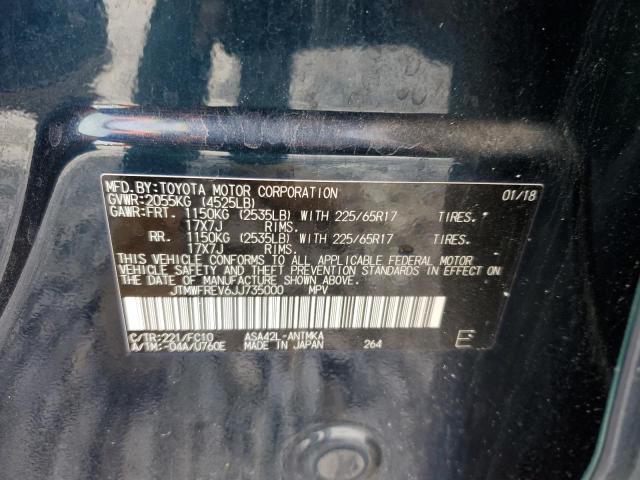 MFD.BY:TOYOTA MOTOR CORPORATION 01/18
GVWR:2055KG (4525LB)
GAWR:FRT. 1150KG (2535LB) WITH 225/65R17 TIRES.
17X7J RIMS.
RR. 1150KG (2535LB) WITH 225/65R17 TIRES.
17X7J RIMS.
THIS VEHICLE CONFORMS TO ALL APPLICABLE FEDERAL MOTOR
VEHICLE SAFETY AND THEFT PREVENTION STANDARDS IN EFFECT ON
THE DATE OF MANUFACTURE SHOWN ABOVE.
JTMWFREV6JJ735000 MPV
C/TR:221/FC10 ASA42L-ANTMKA
A/TM:-04A/U760E MADE IN JAPAN 264 E